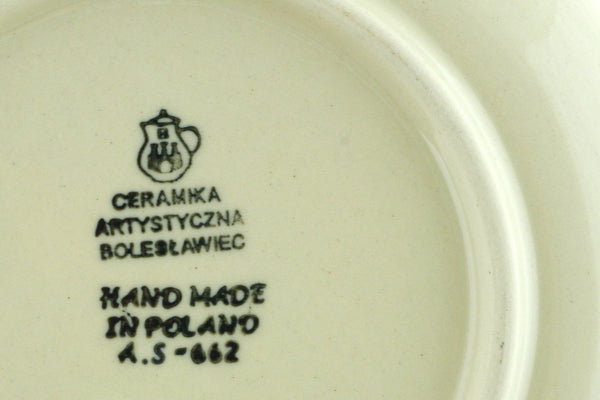 CERAMIKA
ARTYSTYCZNA
BOLESŁAWIEC
HAND MADE
IN POLAND
A.S-662